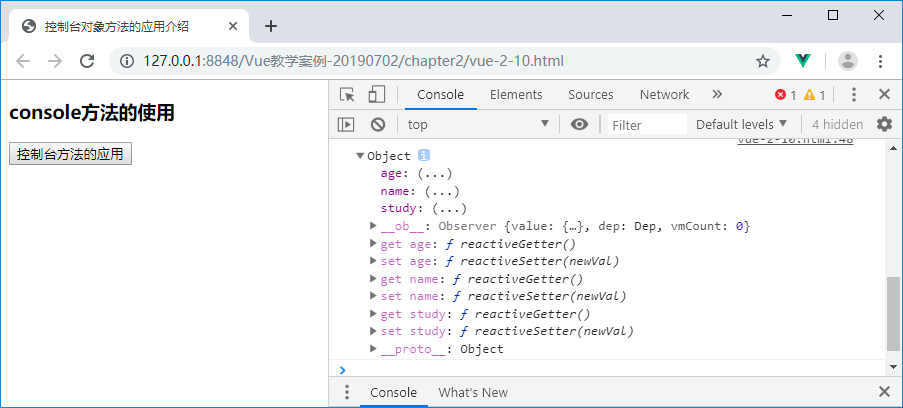 控制台对象方法的应用介绍
127.0.0.1:8848/Vue教学案例-20190702/chapter2/vue-2-10.html
console方法的使用
控制台方法的应用
Console Elements Sources Network » 1 1
top Filter Default levels ▼ 4 hidden
vue-2-10.html:48
Object i
age: (...)
name: (...)
study: (...)
__ob__: Observer {value: {…}, dep: Dep, vmCount: 0}
get age: ƒ reactiveGetter()
set age: ƒ reactiveSetter(newVal)
get name: ƒ reactiveGetter()
set name: ƒ reactiveSetter(newVal)
get study: ƒ reactiveGetter()
set study: ƒ reactiveSetter(newVal)
__proto__: Object
Console What's New